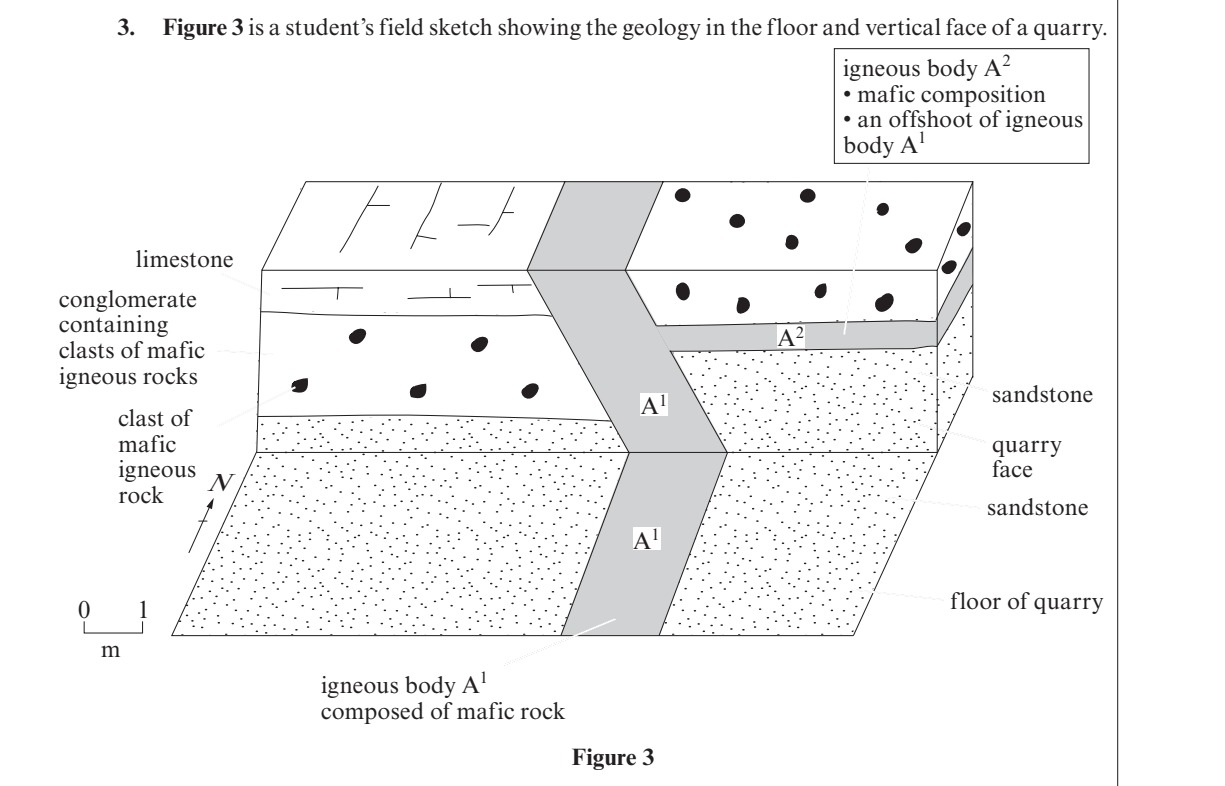 3. Figure 3 is a student's field sketch showing the geology in the floor and vertical face of a quarry.
igneous body A²
• mafic composition
• an offshoot of igneous
body A¹
limestone
conglomerate
containing
clasts of mafic
igneous rocks
clast of
mafic
igneous
rock
N
A²
A¹
sandstone
quarry
face
sandstone
A¹
floor of quarry
0 1
m
igneous body A¹
composed of mafic rock
Figure 3